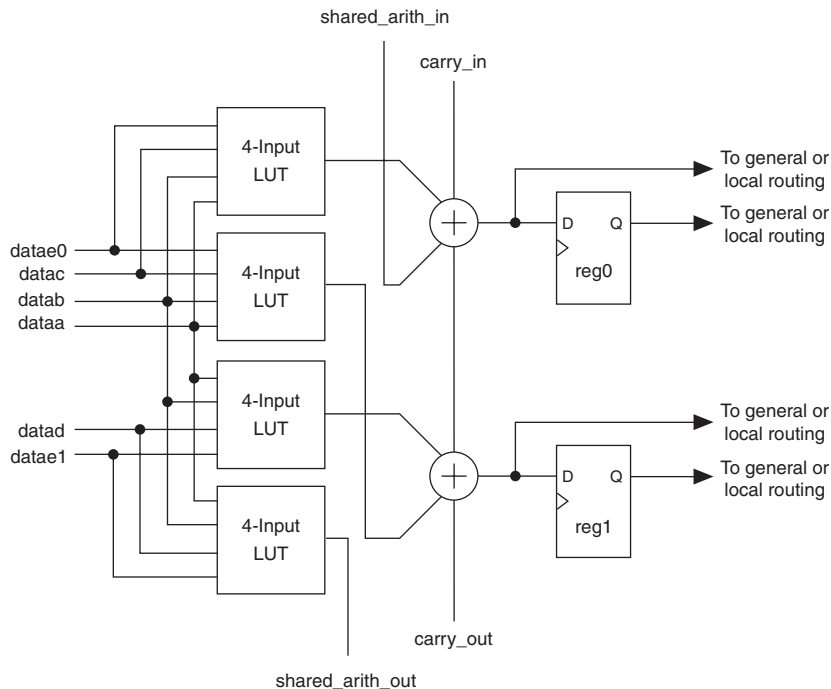 shared_arith_in
carry_in
4-Input
LUT
To general or
local routing
D Q
reg0
To general or
local routing
datae0
datac
datab
dataa
4-Input
LUT
4-Input
LUT
To general or
local routing
datad
datae1
D Q
reg1
To general or
local routing
4-Input
LUT
carry_out
shared_arith_out